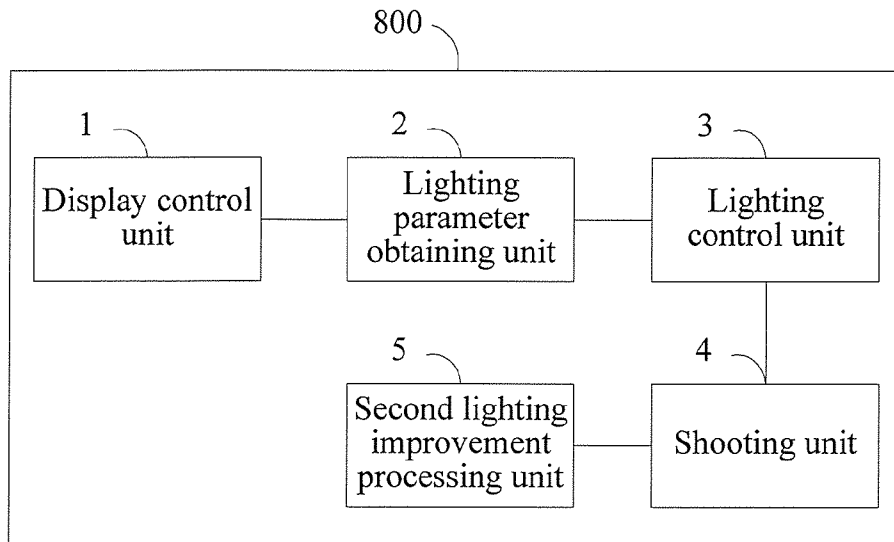 800
1
2
3
Display control
unit
Lighting
parameter
obtaining unit
Lighting
control unit
5
4
Second lighting
improvement
processing unit
Shooting unit